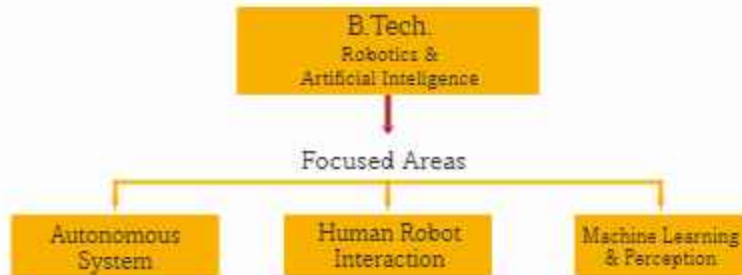 B.Tech.
Robotics &
Artificial Inteligence
Focused Areas
Autonomous
System
Human Robot
Interaction
Machine Learning
& Perception